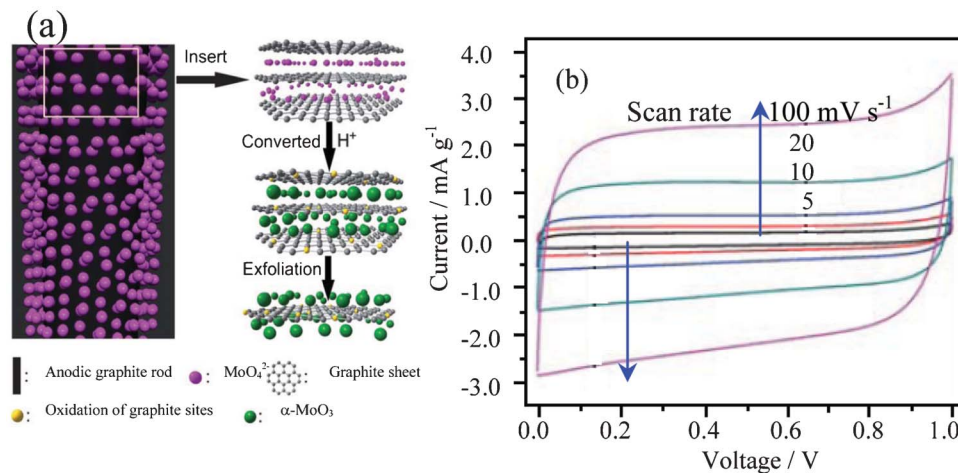 (a)
Insert
Converted H⁺
Exfoliation
: Anodic graphite rod
: MoO₄²⁻
: Graphite sheet
: Oxidation of graphite sites
: α-MoO₃
(b)
Scan rate 100 mV s⁻¹
20
10
5
Current / mA g⁻¹
4.0
3.0
2.0
1.0
0.0
-1.0
-2.0
-3.0
0.0 0.2 0.4 0.6 0.8 1.0
Voltage / V